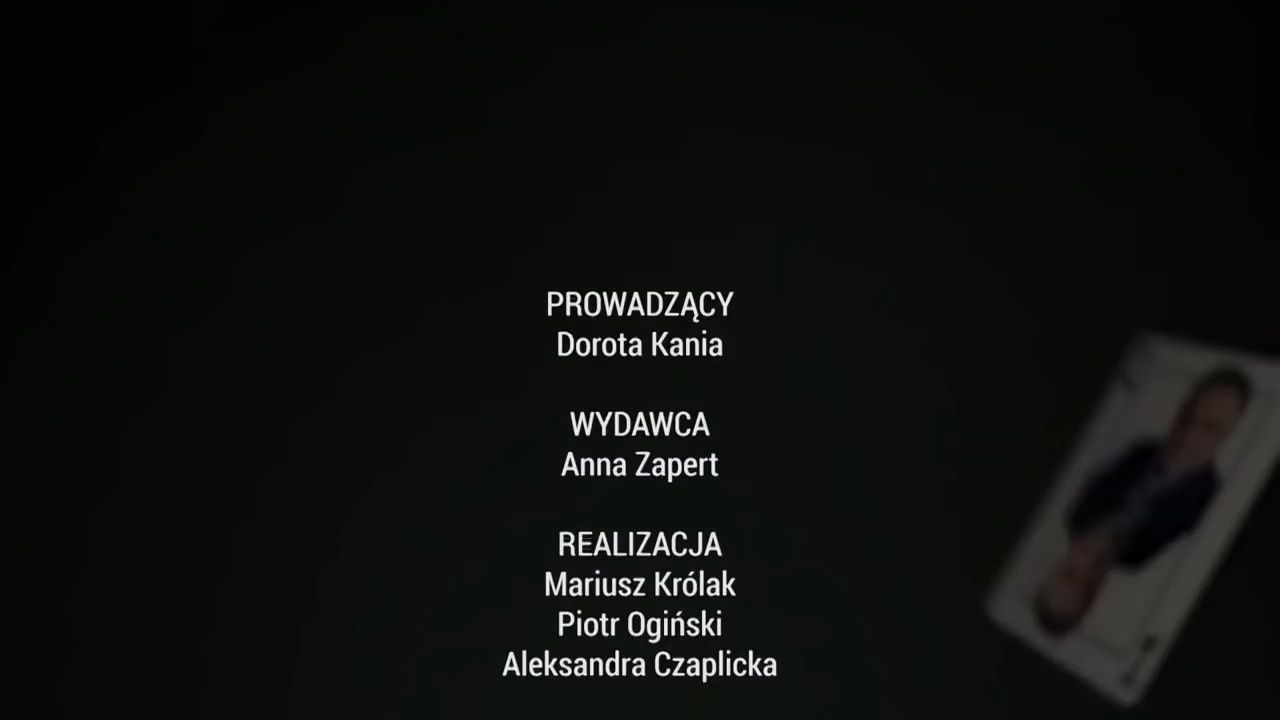 PROWADZĄCY
Dorota Kania
WYDAWCA
Anna Zapert
REALIZACJA
Mariusz Królak
Piotr Ogiński
Aleksandra Czaplicka